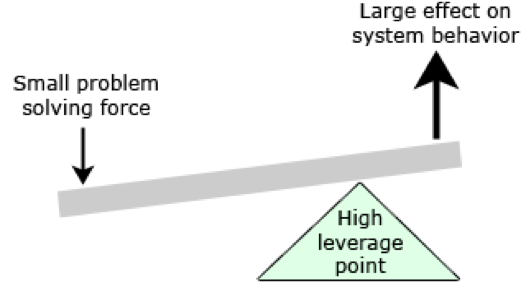 Large effect on
system behavior
Small problem
solving force
High
leverage
point